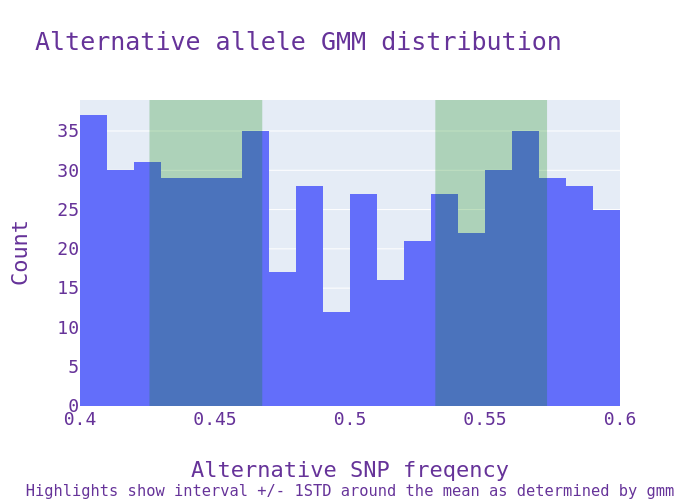 Alternative allele GMM distribution
35
30
25
20
15
10
5
0
Count
0.4 0.45 0.5 0.55 0.6
Alternative SNP freqency
Highlights show interval +/- 1STD around the mean as determined by gmm